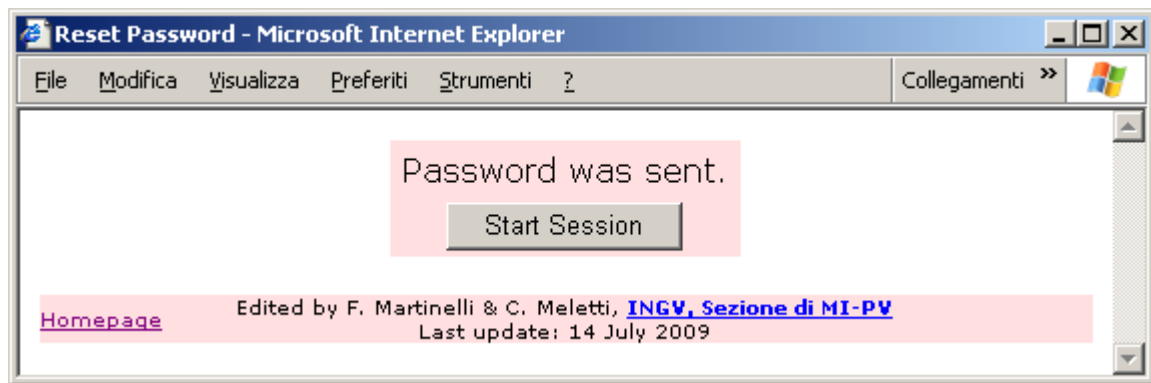 Reset Password - Microsoft Internet Explorer
File Modifica Visualizza Preferiti Strumenti ? Collegamenti »
Password was sent.
Start Session
Homepage
Edited by F. Martinelli & C. Meletti, INGV, Sezione di MI-PV
Last update: 14 July 2009